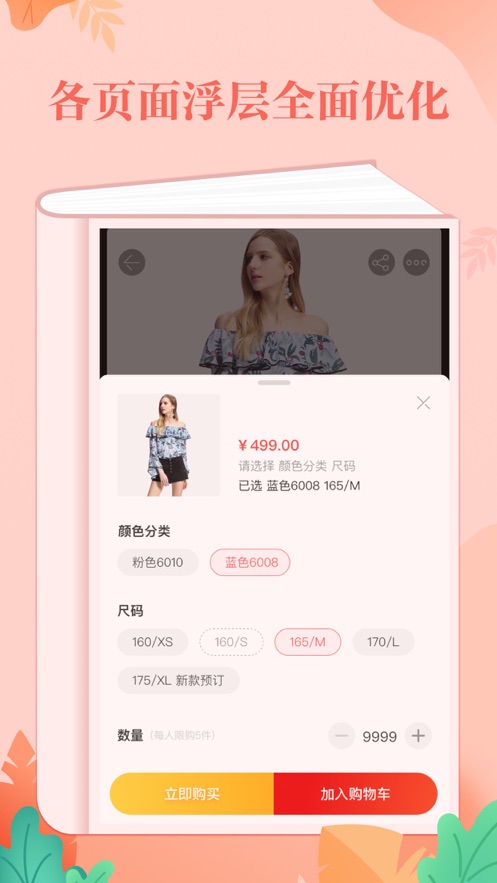 各页面浮层全面优化
¥499.00
请选择 颜色分类 尺码
已选 蓝色6008 165/M
颜色分类
粉色6010 蓝色6008
尺码
160/XS 160/S 165/M 170/L
175/XL 新款预订
数量 (每人限购5件) 9999
立即购买 加入购物车